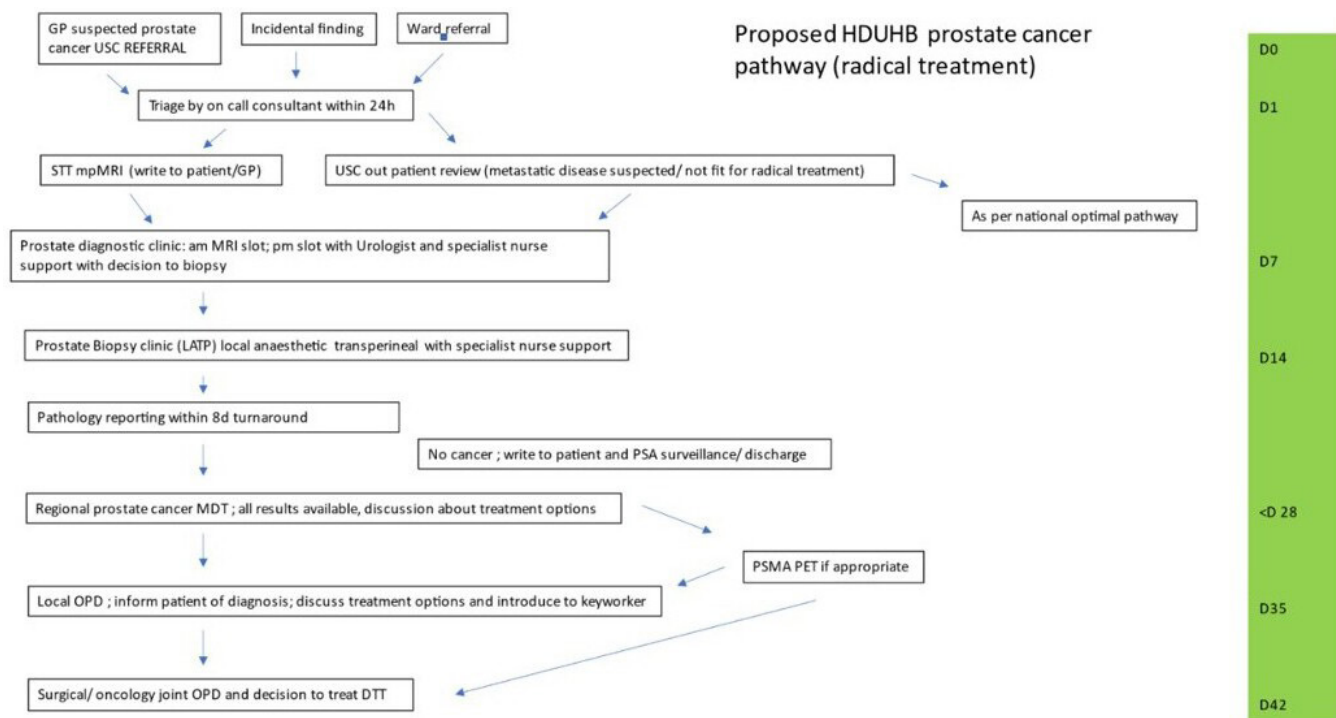 Proposed HDUHB prostate cancer
pathway (radical treatment)
GP suspected prostate
cancer USC REFERRAL
Incidental finding
Ward referral
D0
Triage by on call consultant within 24h
D1
STT mpMRI (write to patient/GP)
USC out patient review (metastatic disease suspected/ not fit for radical treatment)
As per national optimal pathway
Prostate diagnostic clinic: am MRI slot; pm slot with Urologist and specialist nurse
support with decision to biopsy
D7
Prostate Biopsy clinic (LATP) local anaesthetic transperineal with specialist nurse support
D14
Pathology reporting within 8d turnaround
No cancer ; write to patient and PSA surveillance/ discharge
Regional prostate cancer MDT ; all results available, discussion about treatment options
<D 28
PSMA PET if appropriate
Local OPD ; inform patient of diagnosis; discuss treatment options and introduce to keyworker
D35
Surgical/ oncology joint OPD and decision to treat DTT
D42